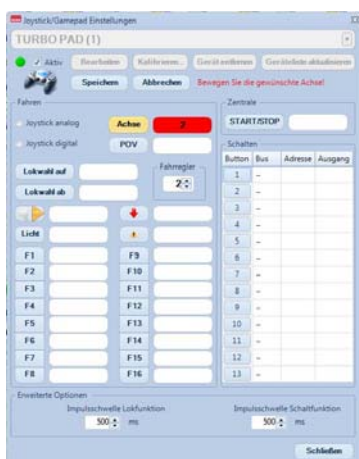 Joystick/Gamepad Einstellungen
TURBO PAD (1)
Aktiv Bearbeiten Kalibrieren... Gerät entfernen Geräteliste aktualisieren
Speichern Abbrechen Bewegen Sie die gewünschte Achse!
Fahren
Zentrale
Joystick analog Achse 2
START/STOP
Joystick digital POV
Schalten
Button Bus Adresse Ausgang
Lokwahl auf
Fahrregler
2
Lokwahl ab
Licht
F1 F9
F2 F10
F3 F11
F4 F12
F5 F13
F6 F14
F7 F15
F8 F16
1 –
2 –
3 –
4 –
5 –
6 –
7 –
8 –
9 –
10 –
11 –
12 –
13 –
Erweiterte Optionen
Impulsschwelle Lokfunktion
500 ms
Impulsschwelle Schaltfunktion
500 ms
Schließen